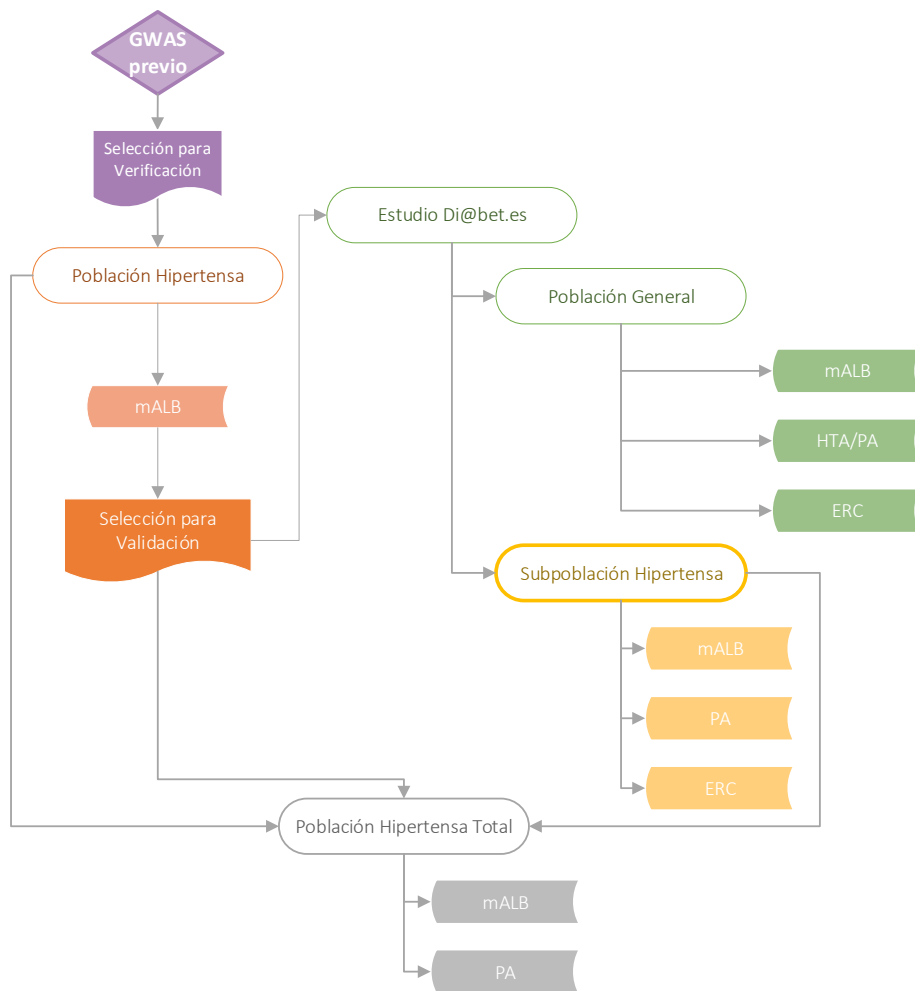 GWAS
previo
Selección para
Verificación
Estudio Di@bet.es
Población Hipertensa
Población General
mALB
mALB
HTA/PA
ERC
Selección para
Validación
Subpoblación Hipertensa
mALB
PA
ERC
Población Hipertensa Total
mALB
PA